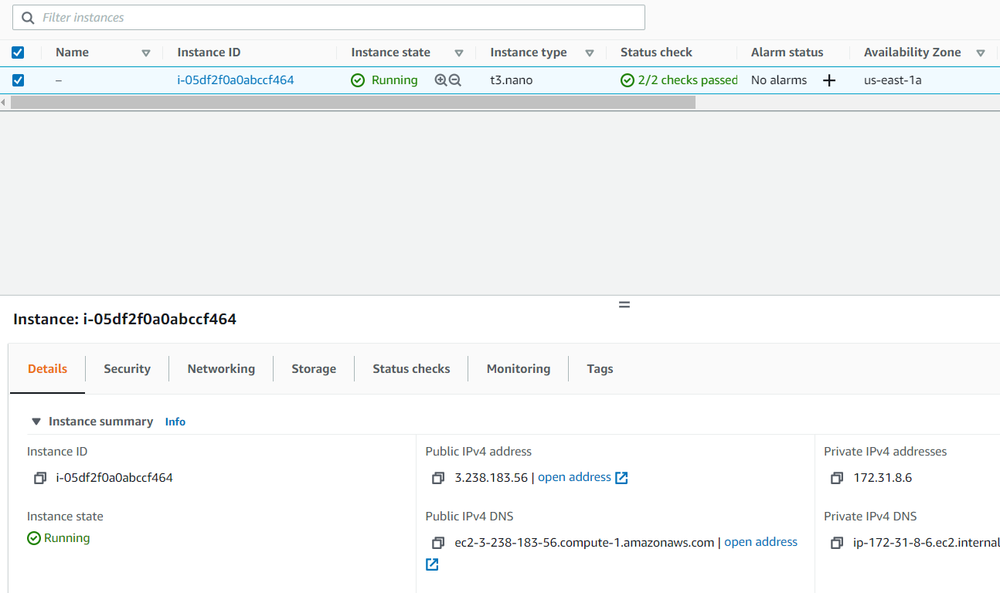 Filter instances
Name Instance ID Instance state Instance type Status check Alarm status Availability Zone
– i-05df2f0a0abccf464 Running t3.nano 2/2 checks passed No alarms + us-east-1a
Instance: i-05df2f0a0abccf464
Details Security Networking Storage Status checks Monitoring Tags
Instance summary Info
Instance ID Public IPv4 address Private IPv4 addresses
i-05df2f0a0abccf464 3.238.183.56 | open address 172.31.8.6
Instance state Public IPv4 DNS Private IPv4 DNS
Running ec2-3-238-183-56.compute-1.amazonaws.com | open address ip-172-31-8-6.ec2.internal